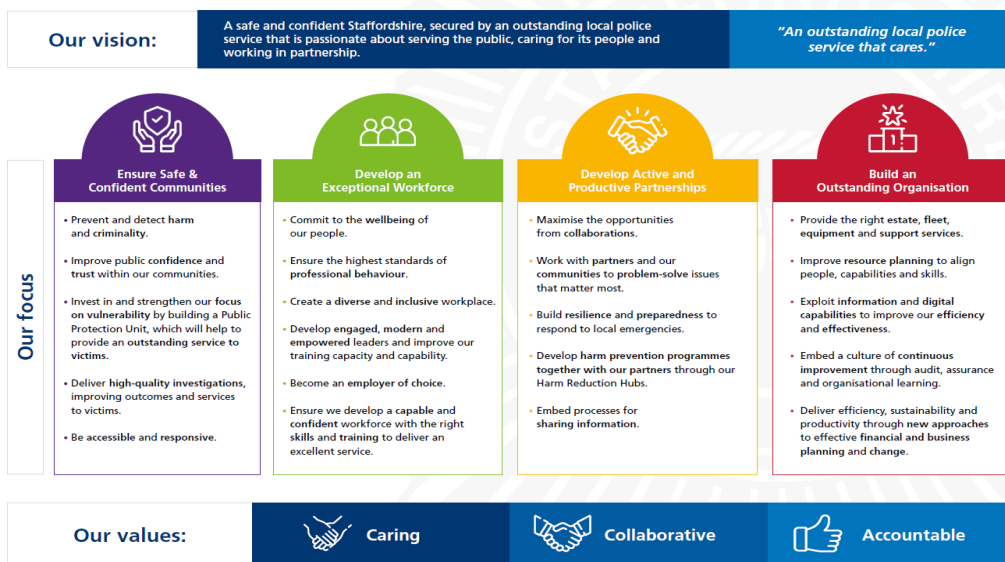 Our vision:
A safe and confident Staffordshire, secured by an outstanding local police
service that is passionate about serving the public, caring for its people and
working in partnership.
"An outstanding local police
service that cares."
Our focus
Ensure Safe &
Confident Communities
• Prevent and detect harm
and criminality.
• Improve public confidence and
trust within our communities.
• Invest in and strengthen our focus
on vulnerability by building a Public
Protection Unit, which will help to
provide an outstanding service to
victims.
• Deliver high-quality investigations,
improving outcomes and services
to victims.
• Be accessible and responsive.
Develop an
Exceptional Workforce
• Commit to the wellbeing of
our people.
• Ensure the highest standards of
professional behaviour.
• Create a diverse and inclusive workplace.
• Develop engaged, modern and
empowered leaders and improve our
training capacity and capability.
• Become an employer of choice.
• Ensure we develop a capable and
confident workforce with the right
skills and training to deliver an
excellent service.
Develop Active and
Productive Partnerships
• Maximise the opportunities
from collaborations.
• Work with partners and our
communities to problem-solve issues
that matter most.
• Build resilience and preparedness to
respond to local emergencies.
• Develop harm prevention programmes
together with our partners through our
Harm Reduction Hubs.
• Embed processes for
sharing information.
1
Build an
Outstanding Organisation
• Provide the right estate, fleet,
equipment and support services.
• Improve resource planning to align
people, capabilities and skills.
• Exploit information and digital
capabilities to improve our efficiency
and effectiveness.
• Embed a culture of continuous
improvement through audit, assurance
and organisational learning.
• Deliver efficiency, sustainability and
productivity through new approaches
to effective financial and business
planning and change.
Our values:
Caring
Collaborative
Accountable